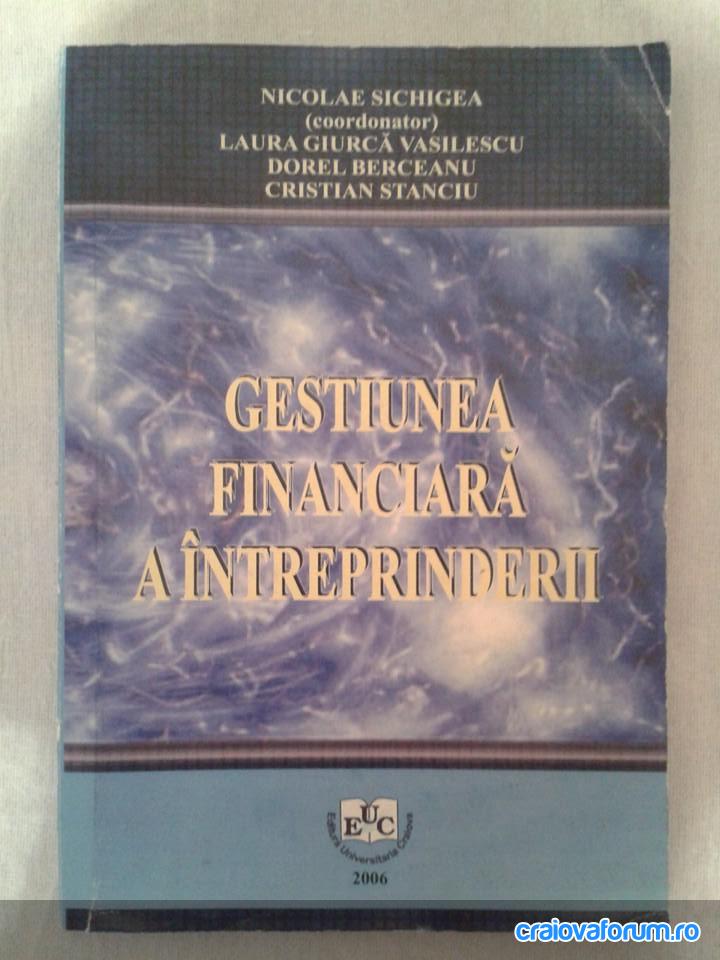 NICOLAE SICHIGEA
(coordonator)
LAURA GIURCĂ VASILESCU
DOREL BERCEANU
CRISTIAN STANCIU
GESTIUNEA
FINANCIARĂ
A ÎNTREPRINDERII
EUC
Editura Universitaria Craiova
2006
craiovaforum.ro